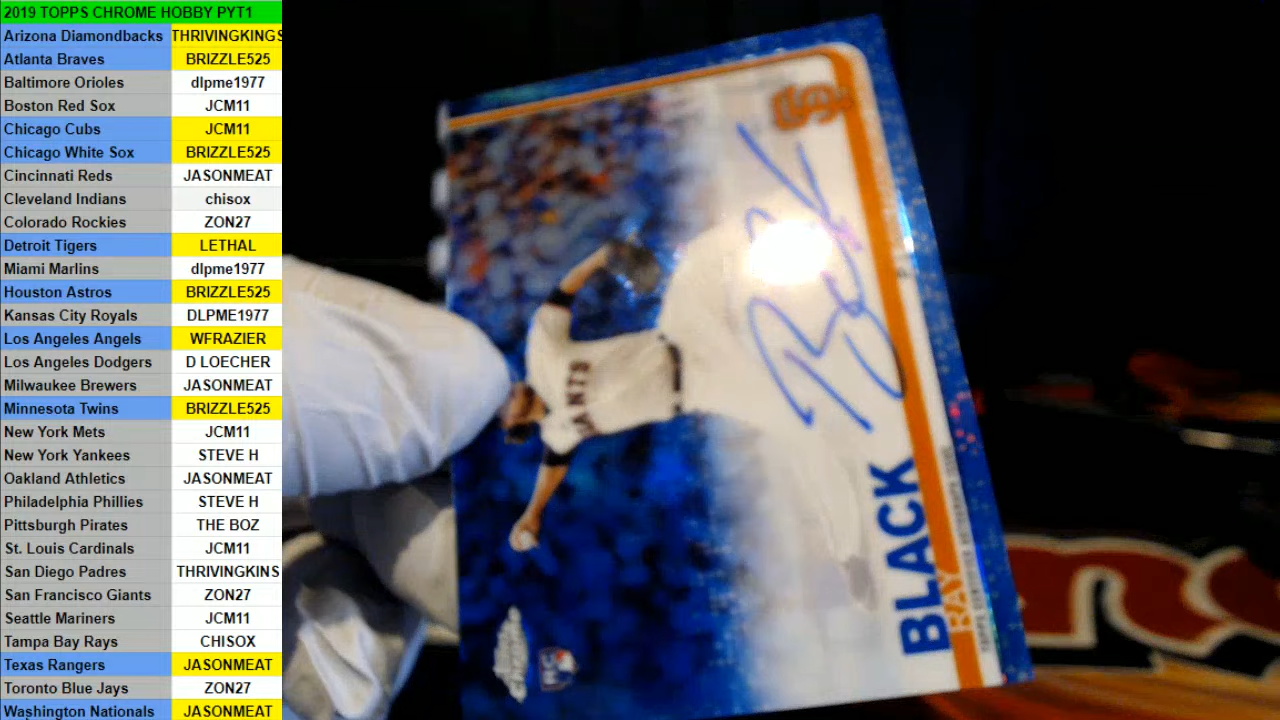 2019 TOPPS CHROME HOBBY PYT1
Arizona Diamondbacks THRIVINGKINGS
Atlanta Braves BRIZZLE525
Baltimore Orioles dlpme1977
Boston Red Sox JCM11
Chicago Cubs JCM11
Chicago White Sox BRIZZLE525
Cincinnati Reds JASONMEAT
Cleveland Indians chisox
Colorado Rockies ZON27
Detroit Tigers LETHAL
Miami Marlins dlpme1977
Houston Astros BRIZZLE525
Kansas City Royals DLPME1977
Los Angeles Angels WFRAZIER
Los Angeles Dodgers D LOECHER
Milwaukee Brewers JASONMEAT
Minnesota Twins BRIZZLE525
New York Mets JCM11
New York Yankees STEVE H
Oakland Athletics JASONMEAT
Philadelphia Phillies STEVE H
Pittsburgh Pirates THE BOZ
St. Louis Cardinals JCM11
San Diego Padres THRIVINGKINS
San Francisco Giants ZON27
Seattle Mariners JCM11
Tampa Bay Rays CHISOX
Texas Rangers JASONMEAT
Toronto Blue Jays ZON27
Washington Nationals JASONMEAT
SF
GIANTS
RAY
BLACK
Chrome
RC